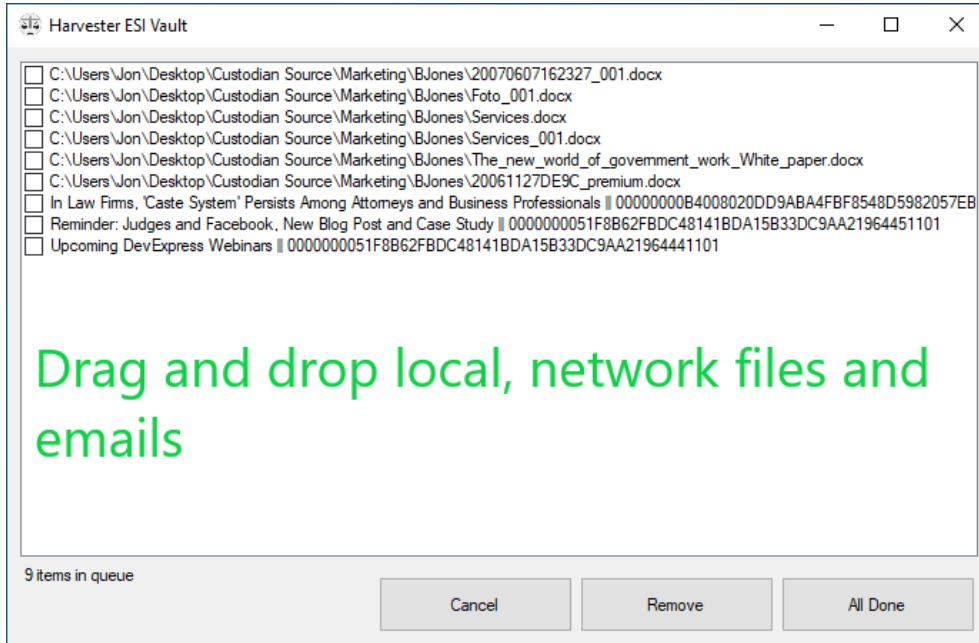 Harvester ESI Vault
C:\Users\Jon\Desktop\Custodian Source\Marketing\BJones\20070607162327_001.docx
C:\Users\Jon\Desktop\Custodian Source\Marketing\BJones\Foto_001.docx
C:\Users\Jon\Desktop\Custodian Source\Marketing\BJones\Services.docx
C:\Users\Jon\Desktop\Custodian Source\Marketing\BJones\Services_001.docx
C:\Users\Jon\Desktop\Custodian Source\Marketing\BJones\The_new_world_of_government_work_White_paper.docx
C:\Users\Jon\Desktop\Custodian Source\Marketing\BJones\20061127DE9C_premium.docx
In Law Firms, 'Caste System' Persists Among Attorneys and Business Professionals || 00000000B4008020DD9ABA4FBF8548D5982057EB
Reminder: Judges and Facebook, New Blog Post and Case Study || 0000000051F8B62FBDC48141BDA15B33DC9AA21964451101
Upcoming DevExpress Webinars || 0000000051F8B62FBDC48141BDA15B33DC9AA21964441101
Drag and drop local, network files and
emails
9 items in queue
Cancel
Remove
All Done